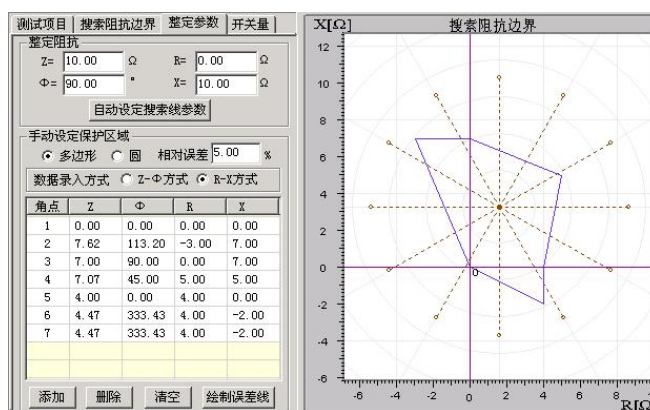 测试项目 搜索阻抗边界 整定参数 开关量
整定阻抗
Z= 10.00 Ω R= 0.00 Ω
Φ= 90.00 ° X= 10.00 Ω
自动设定搜索线参数
手动设定保护区域
多边形 圆 相对误差 5.00 %
数据录入方式 Z-Φ方式 R-X方式
角点 Z Φ R X
1 0.00 0.00 0.00 0.00
2 7.62 113.20 -3.00 7.00
3 7.00 90.00 0.00 7.00
4 7.07 45.00 5.00 5.00
5 4.00 0.00 4.00 0.00
6 4.47 333.43 4.00 -2.00
7 4.47 333.43 4.00 -2.00
添加 删除 清空 绘制误差线
X[Ω] 搜索阻抗边界
12
10
8
6
4
2
0
0
-2
-4
-6
-6 -4 -2 0 2 4 6 8
R[Ω]